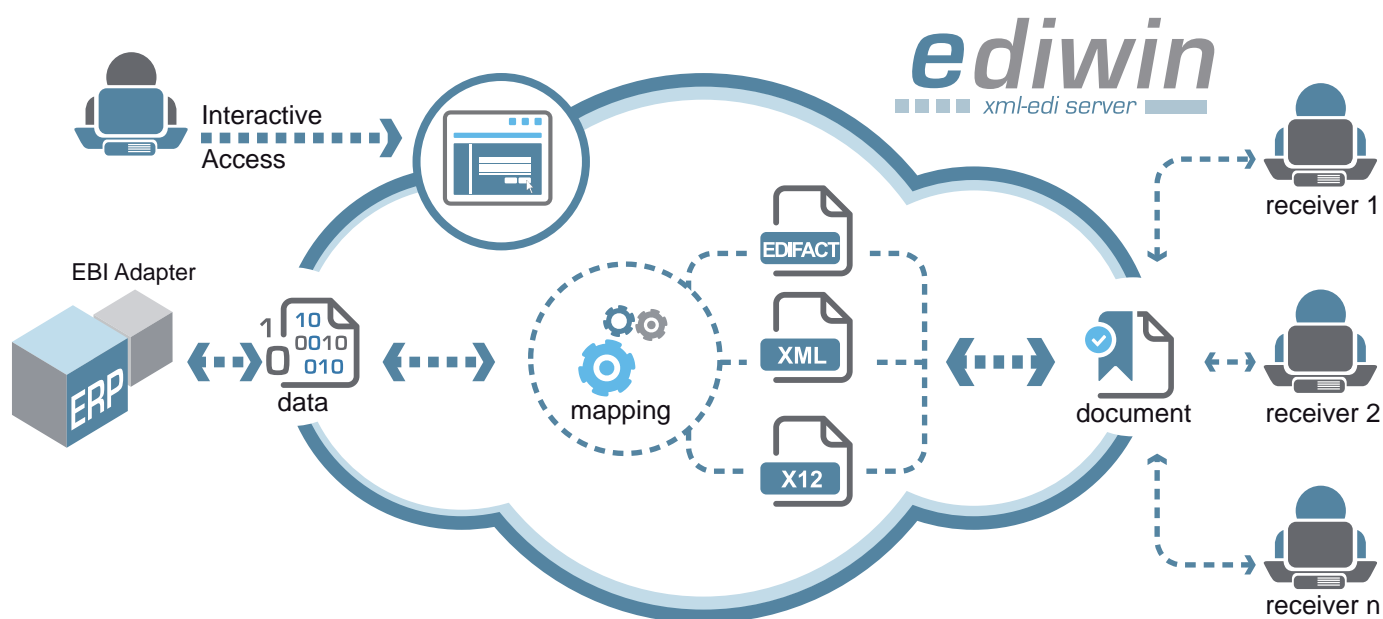 ediwin
xml-edi server
Interactive
Access
EBI Adapter
ERP
1
0
10
0010
010
data
mapping
EDIFACT
XML
X12
document
receiver 1
receiver 2
receiver n